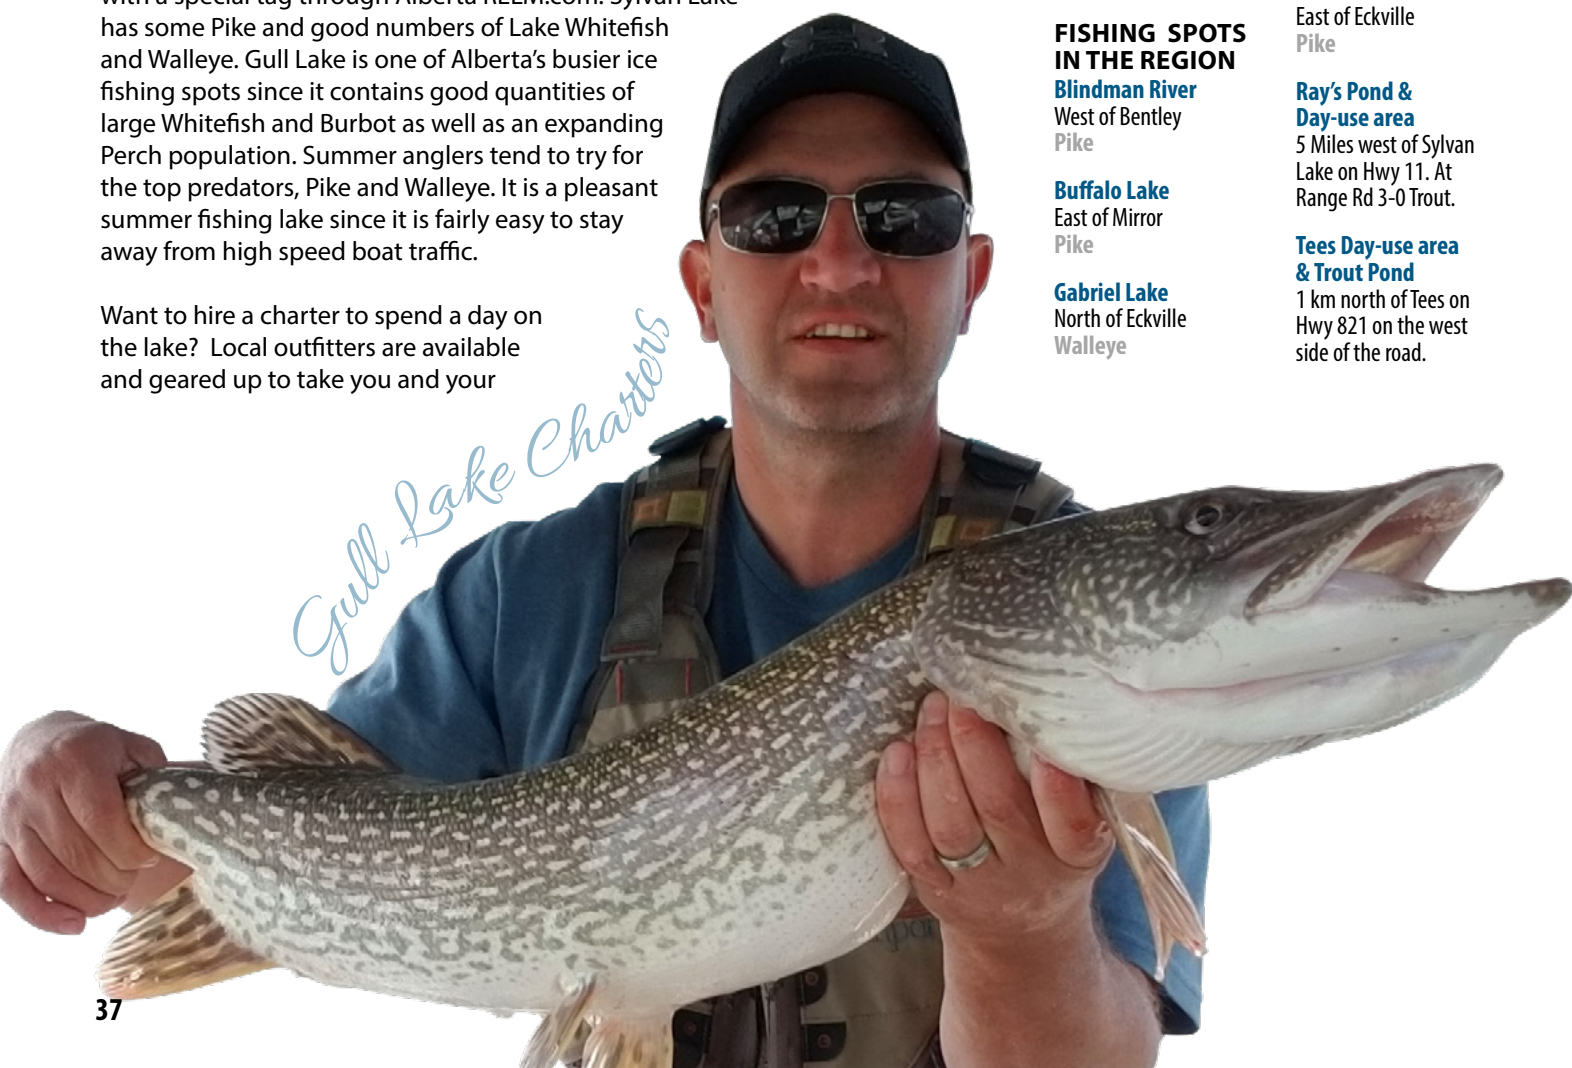 has some Pike and good numbers of Lake Whitefish
and Walleye. Gull Lake is one of Alberta's busier ice
fishing spots since it contains good quantities of
large Whitefish and Burbot as well as an expanding
Perch population. Summer anglers tend to try for
the top predators, Pike and Walleye. It is a pleasant
summer fishing lake since it is fairly easy to stay
away from high speed boat traffic.
Want to hire a charter to spend a day on
the lake?  Local outfitters are available
and geared up to take you and your
Gull Lake Charters
FISHING SPOTS
IN THE REGION
Blindman River
West of Bentley
Pike
Buffalo Lake
East of Mirror
Pike
Gabriel Lake
North of Eckville
Walleye
East of Eckville
Pike
Ray's Pond &
Day-use area
5 Miles west of Sylvan
Lake on Hwy 11. At
Range Rd 3-0 Trout.
Tees Day-use area
& Trout Pond
1 km north of Tees on
Hwy 821 on the west
side of the road.
37